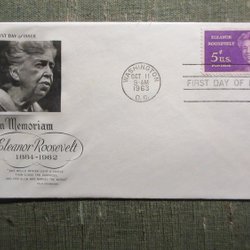 FIRST DAY OF ISSUE
In Memoriam
Eleanor Roosevelt
1884-1962
WASHINGTON
OCT 11
9-AM
1963
D.C.
ELEANOR
ROOSEVELT
5¢ U.S.
FIRST DAY OF